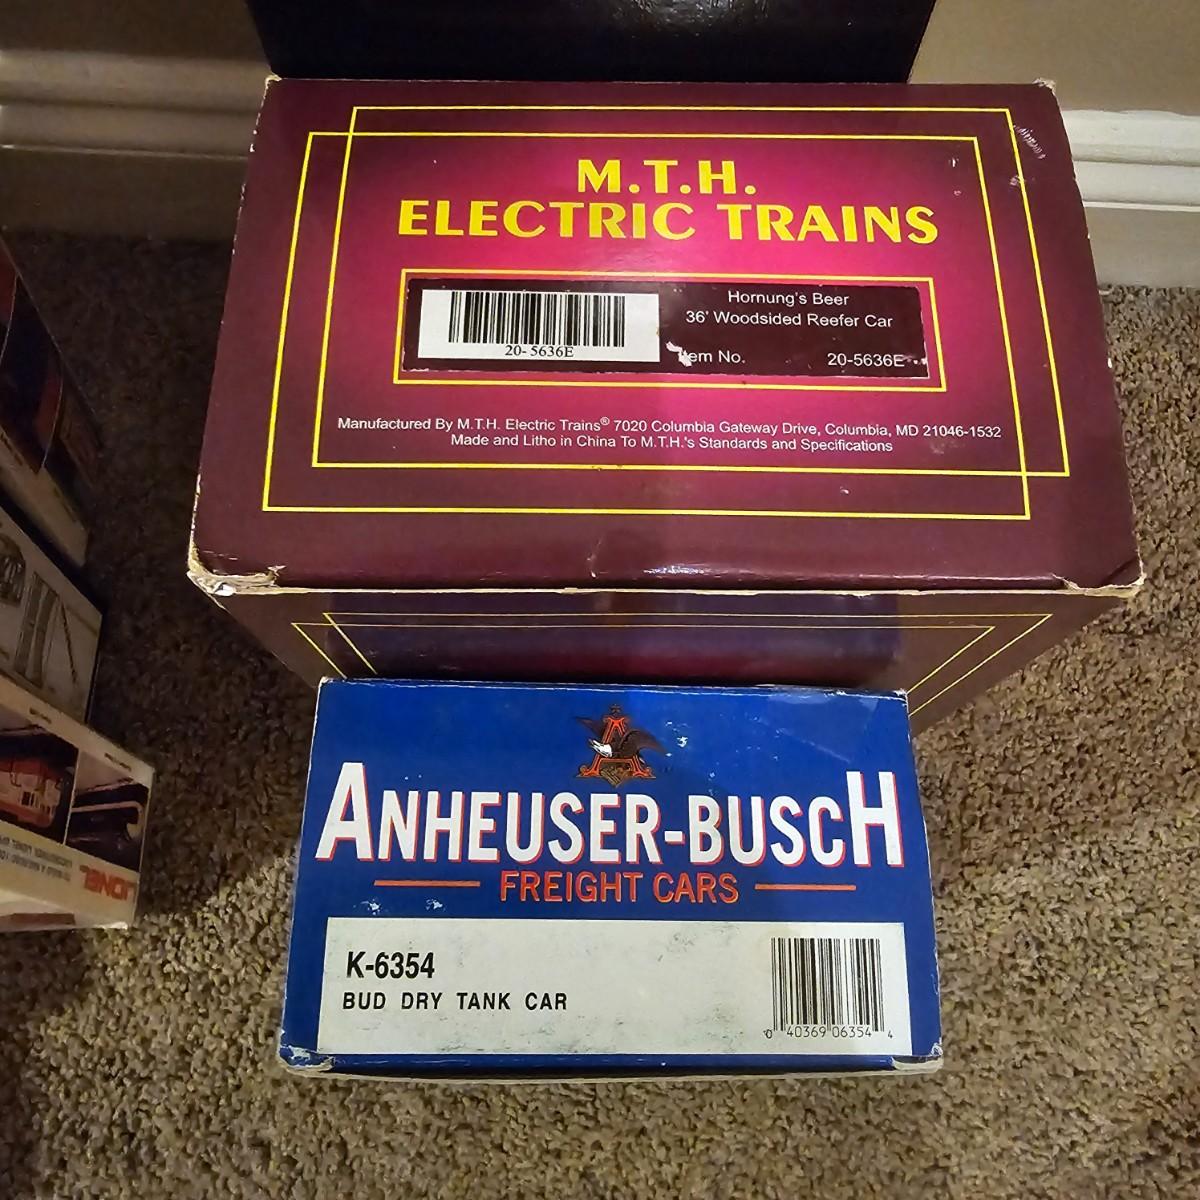 M.T.H.
ELECTRIC TRAINS
20-5636E
Hornung's Beer
36' Woodsided Reefer Car
Item No. 20-5636E
Manufactured By M.T.H. Electric Trains® 7020 Columbia Gateway Drive, Columbia, MD 21046-1532
Made and Litho in China To M.T.H.'s Standards and Specifications
A
ANHEUSER-BUSCH
FREIGHT CARS
K-6354
BUD DRY TANK CAR
0 40369 06354 4
LIONEL